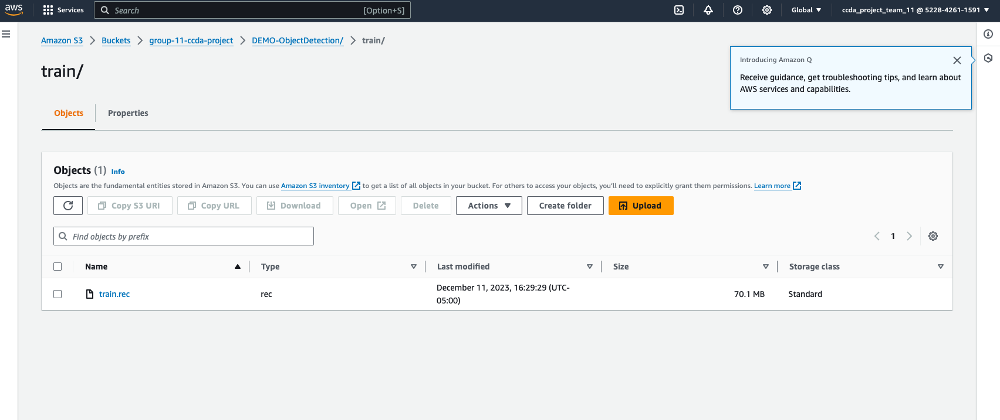 aws Services Search [Option+S] Global ccda_project_team_11 @ 5228-4261-1591
Amazon S3 Buckets group-11-ccda-project DEMO-ObjectDetection/ train/
Introducing Amazon Q
Receive guidance, get troubleshooting tips, and learn about
AWS services and capabilities.
train/
Objects Properties
Objects (1) Info
Objects are the fundamental entities stored in Amazon S3. You can use Amazon S3 inventory to get a list of all objects in your bucket. For others to access your objects, you'll need to explicitly grant them permissions. Learn more
Copy S3 URI Copy URL Download Open Delete Actions Create folder Upload
Find objects by prefix 1
Name Type Last modified Size Storage class
train.rec rec December 11, 2023, 16:29:29 (UTC-
05:00) 70.1 MB Standard